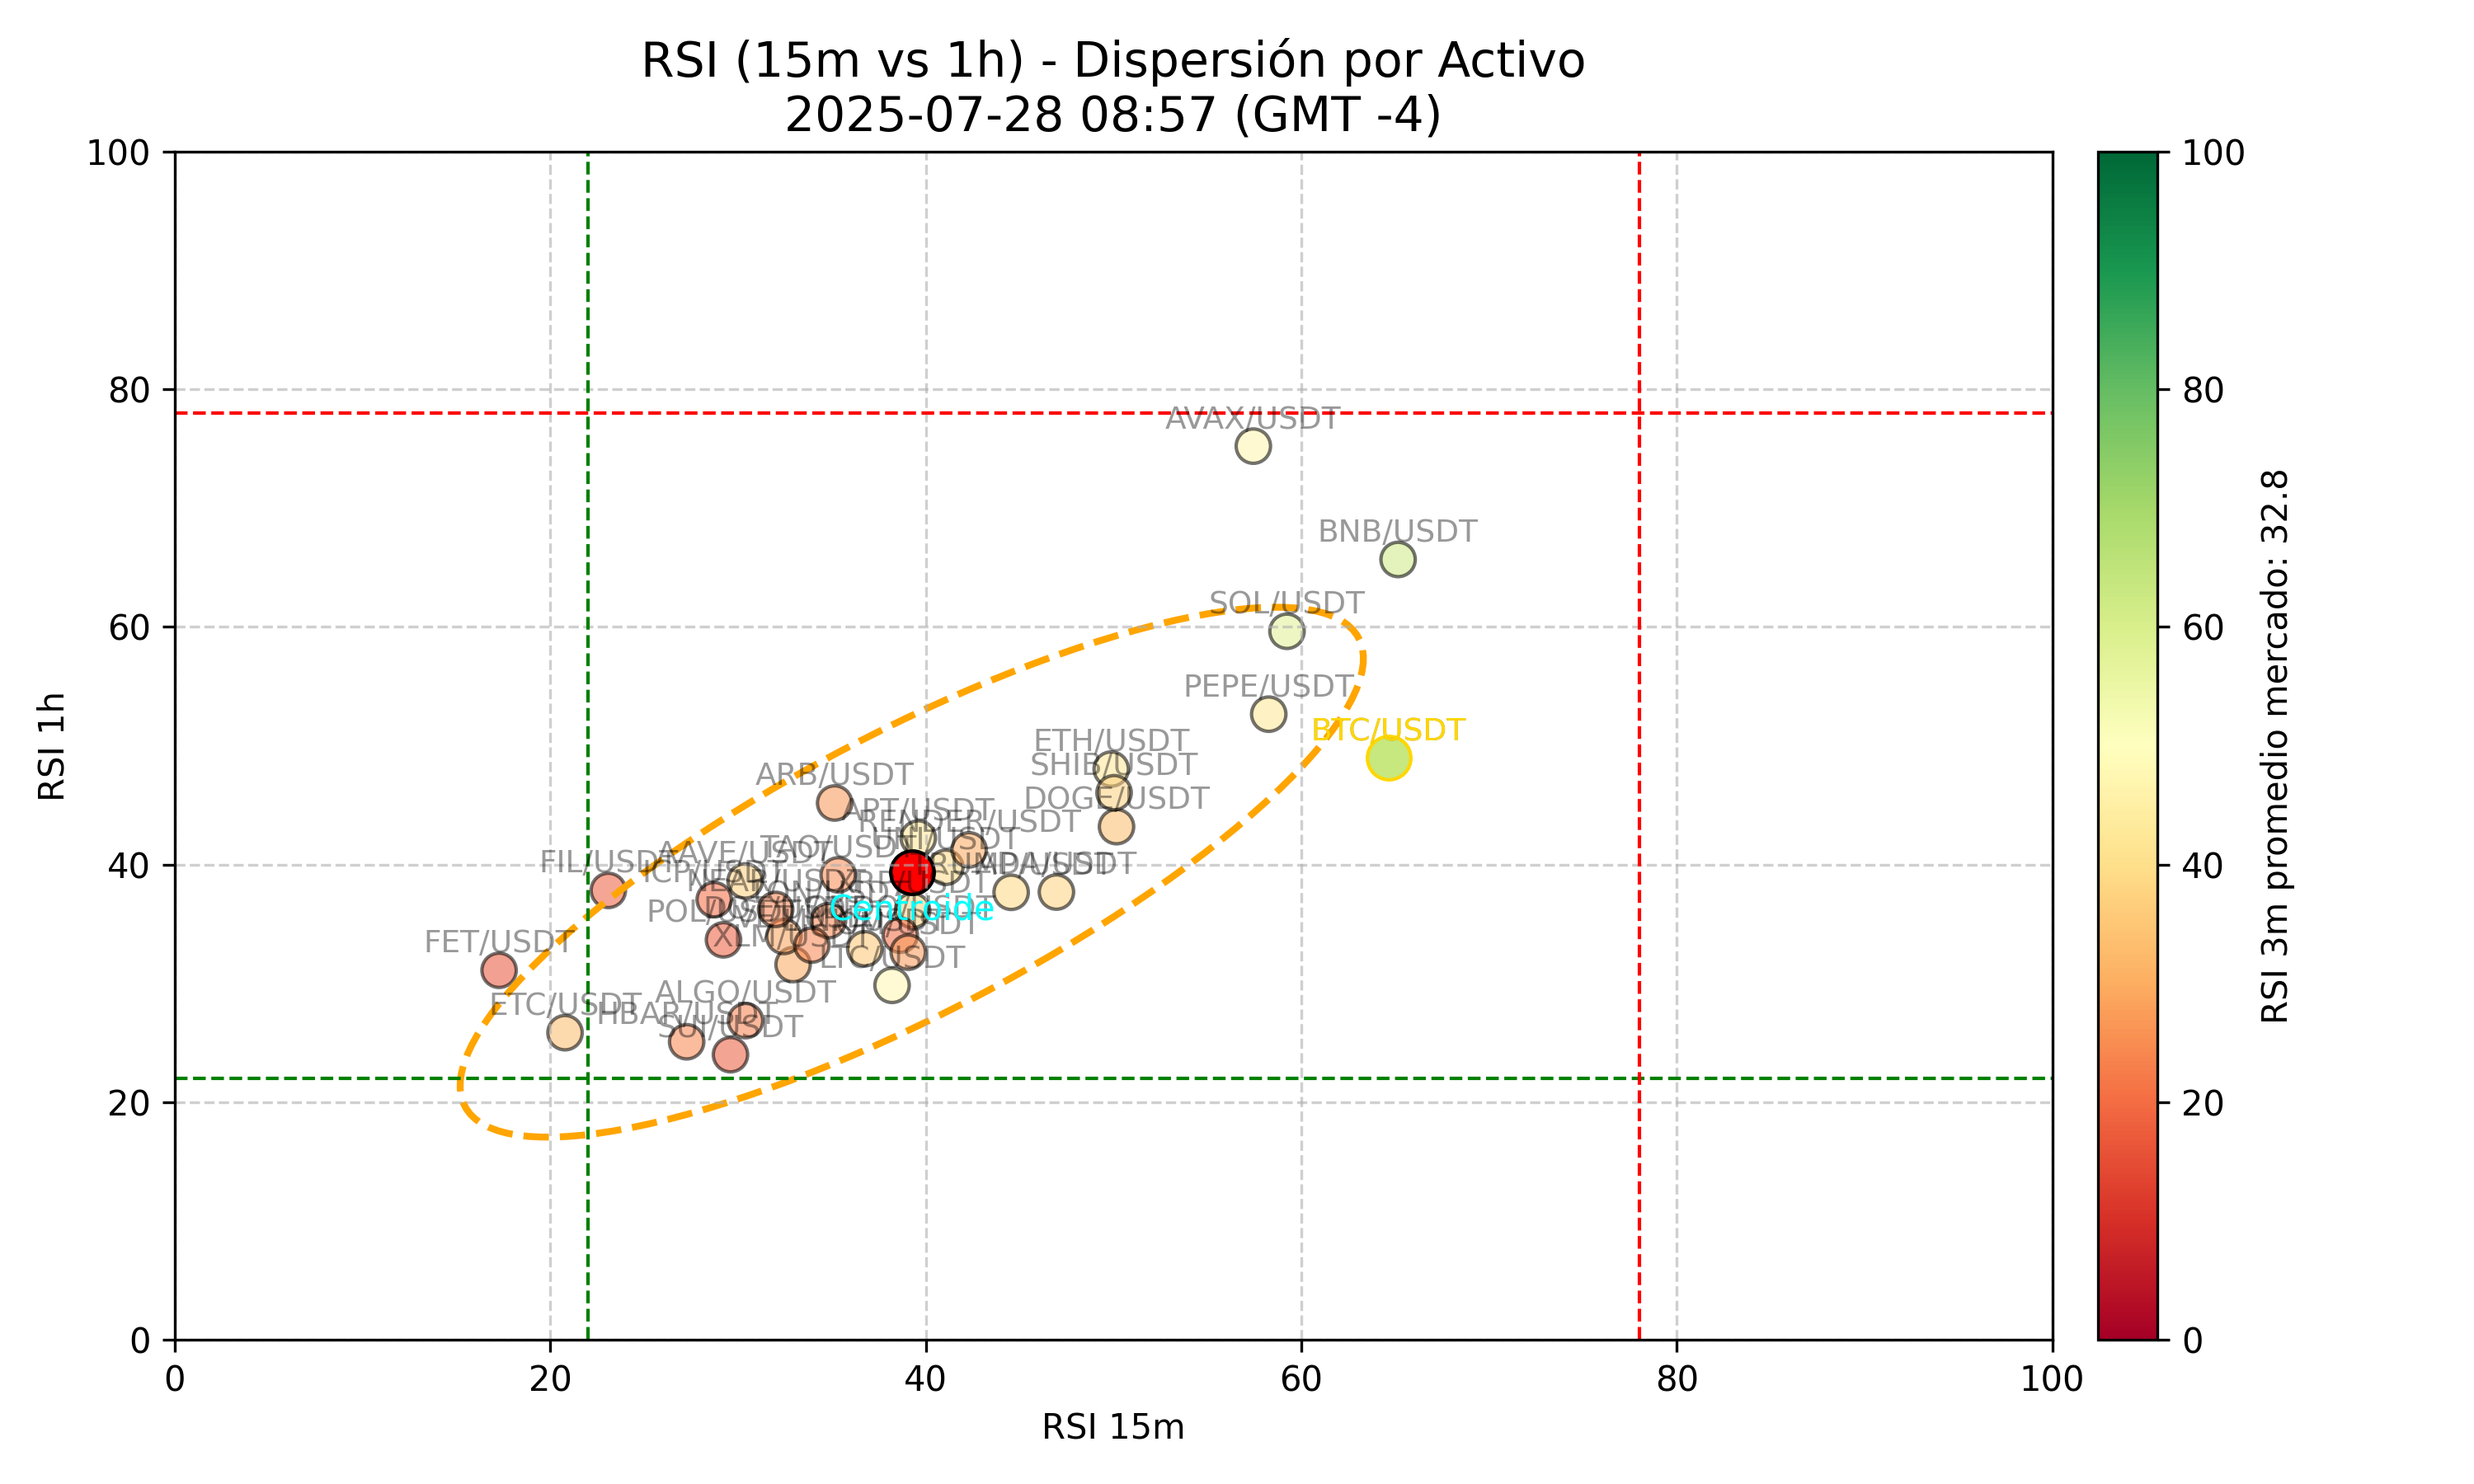 RSI (15m vs 1h) - Dispersión por Activo
2025-07-28 08:57 (GMT -4)
100
80
60
40
20
0
RSI 1h
0
20
40
60
80
100
RSI 15m
AVAX/USDT
BNB/USDT
SOL/USDT
PEPE/USDT
BTC/USDT
ETH/USDT
SHIB/USDT
DOGE/USDT
ARB/USDT
APT/USDT
RENDER/USDT
TAO/USDT
AAVE/USDT
FIL/USDT
POL/USDT
Centroide
FET/USDT
XLM/USDT
LTC/USDT
ALGO/USDT
ETC/USDT
HBAR/USDT
SUI/USDT
100
80
60
40
20
0
RSI 3m promedio mercado: 32.8